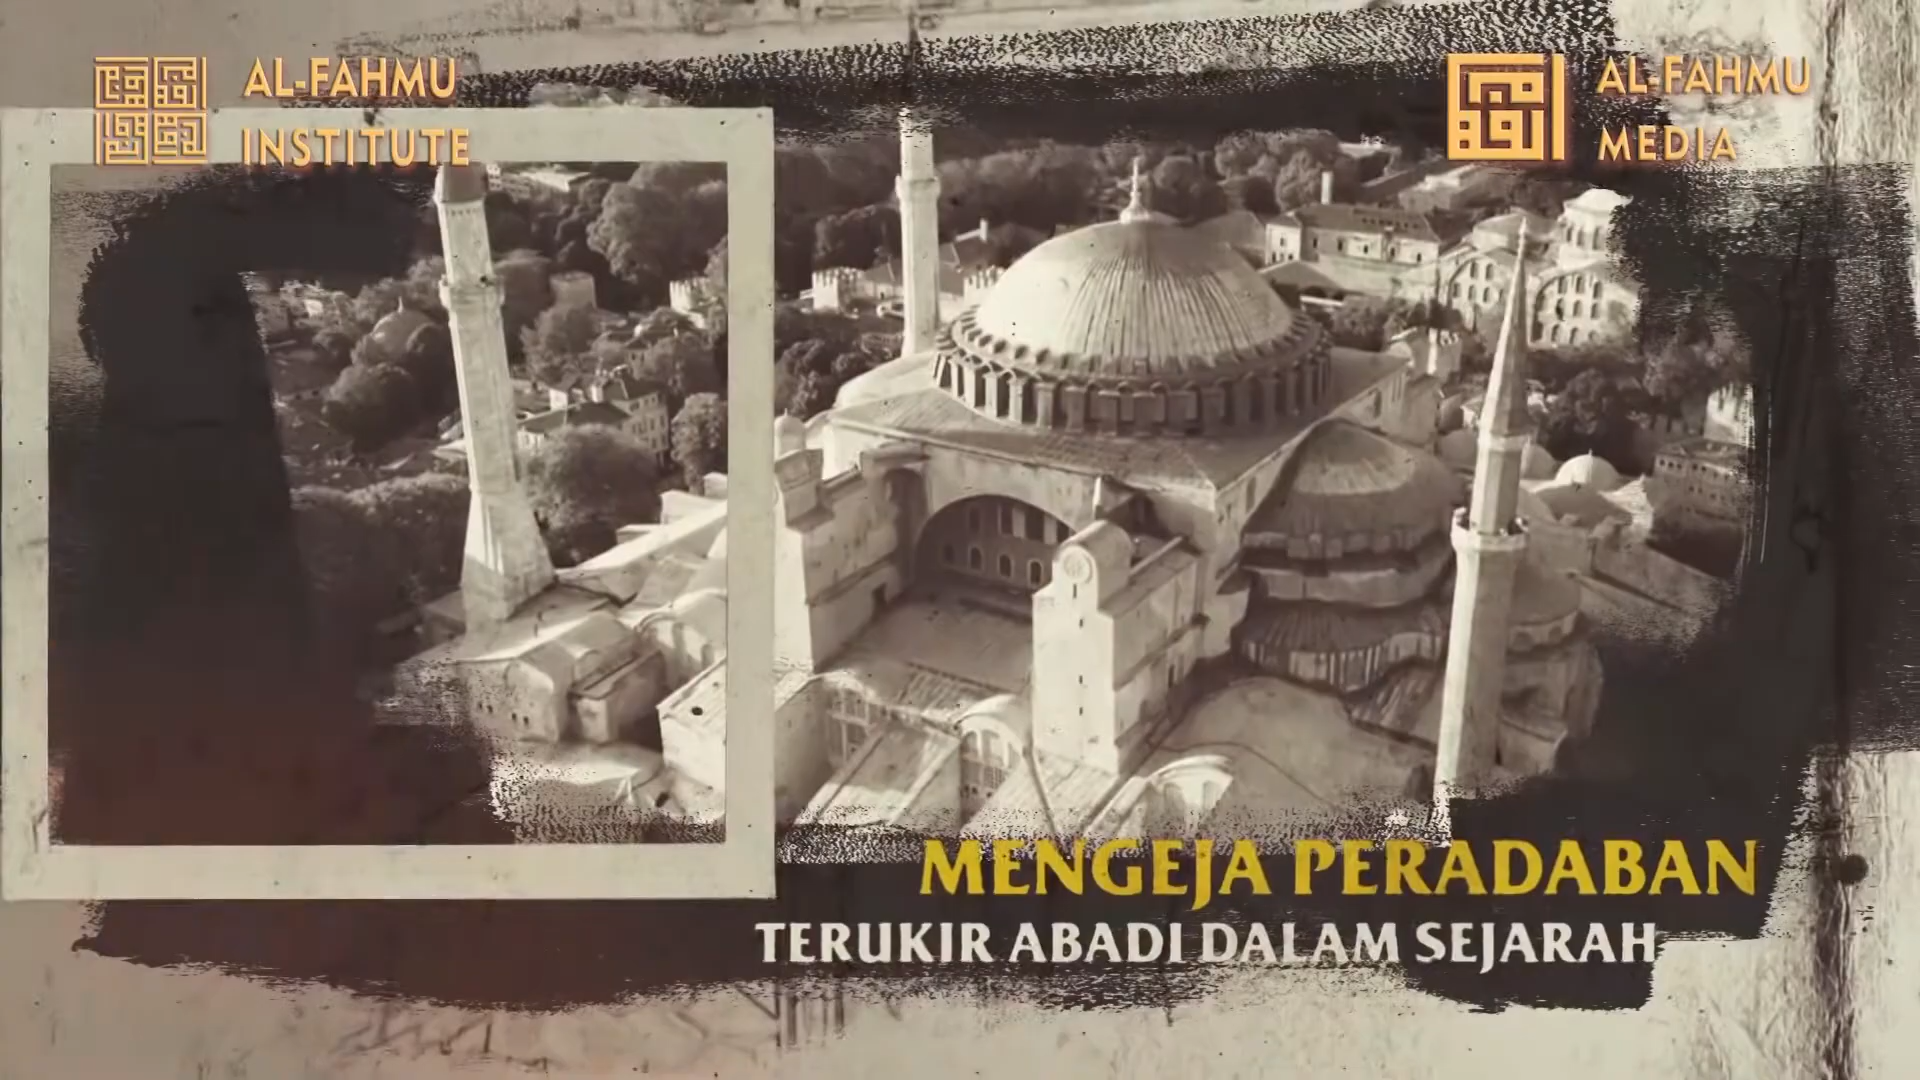 AL-FAHMU
INSTITUTE
AL-FAHMU
MEDIA
MENGEJA PERADABAN
TERUKIR ABADI DALAM SEJARAH